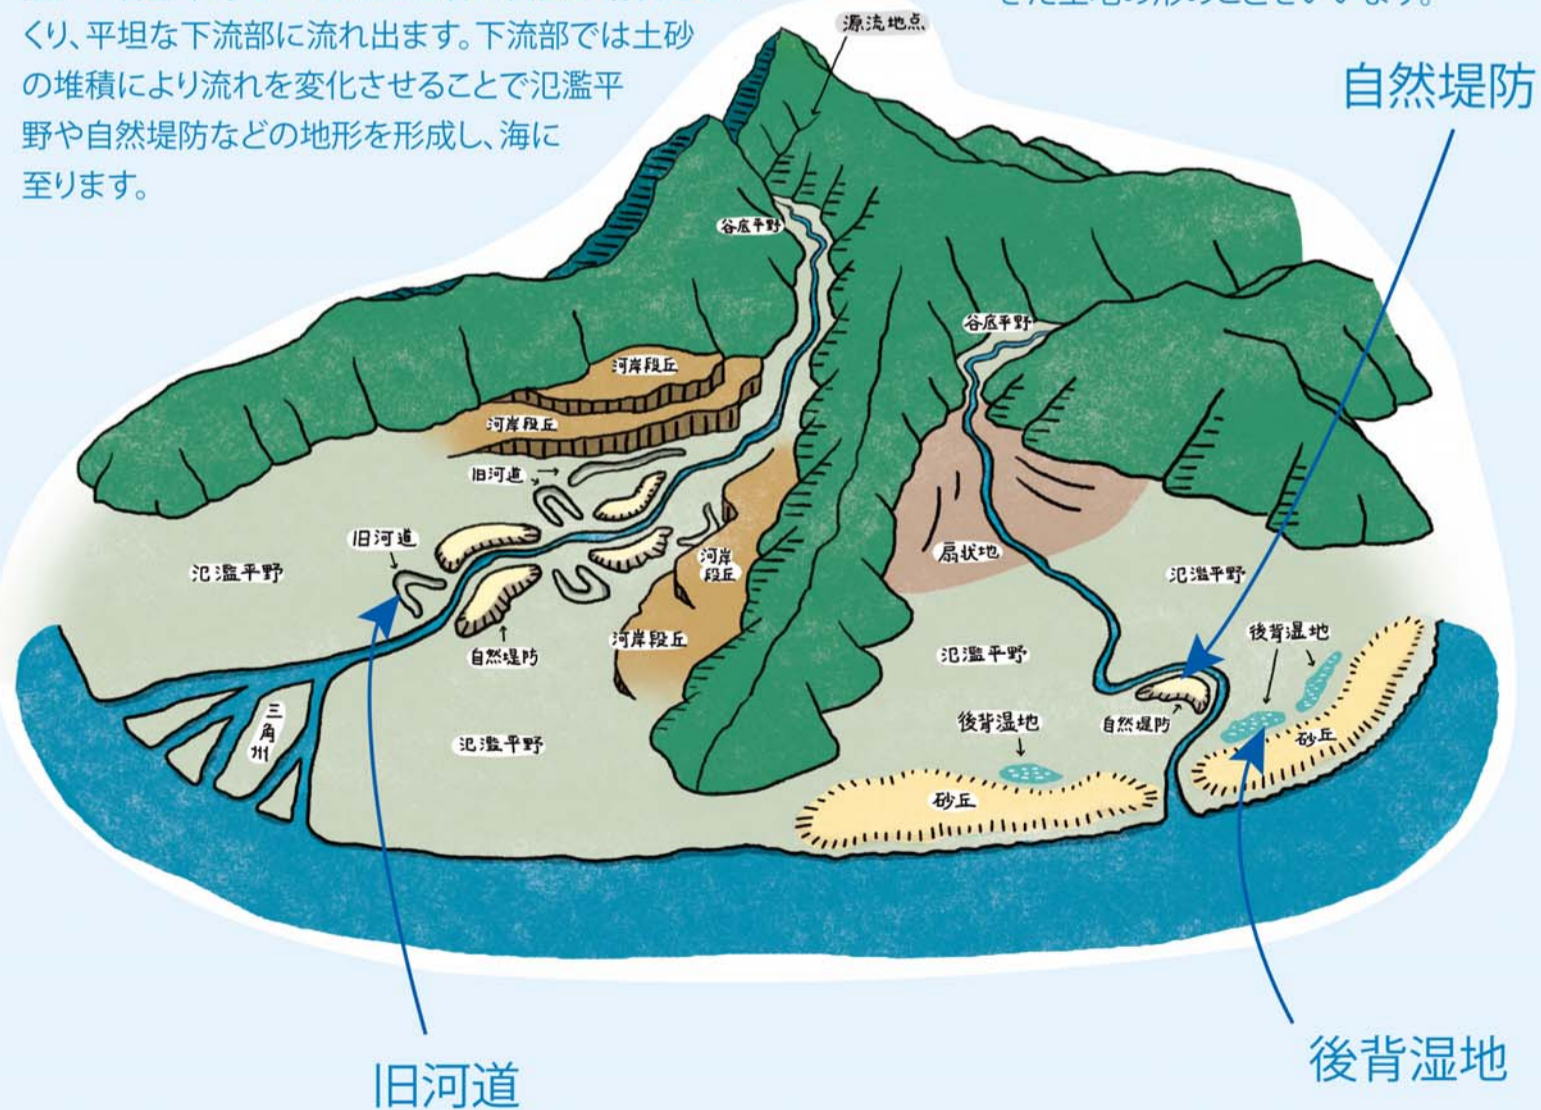 くり、平坦な下流部に流れ出ます。下流部では土砂
の堆積により流れを変化させることで氾濫平
野や自然堤防などの地形を形成し、海に
至ります。
源流地点
自然堤防
谷底平野
谷底平野
河岸段丘
河岸段丘
旧河道
旧河道
氾濫平野
河岸
段丘
扇状地
氾濫平野
河岸段丘
自然堤防
氾濫平野
後背湿地
三角州
氾濫平野
後背湿地
自然堤防
砂丘
砂丘
旧河道
後背湿地